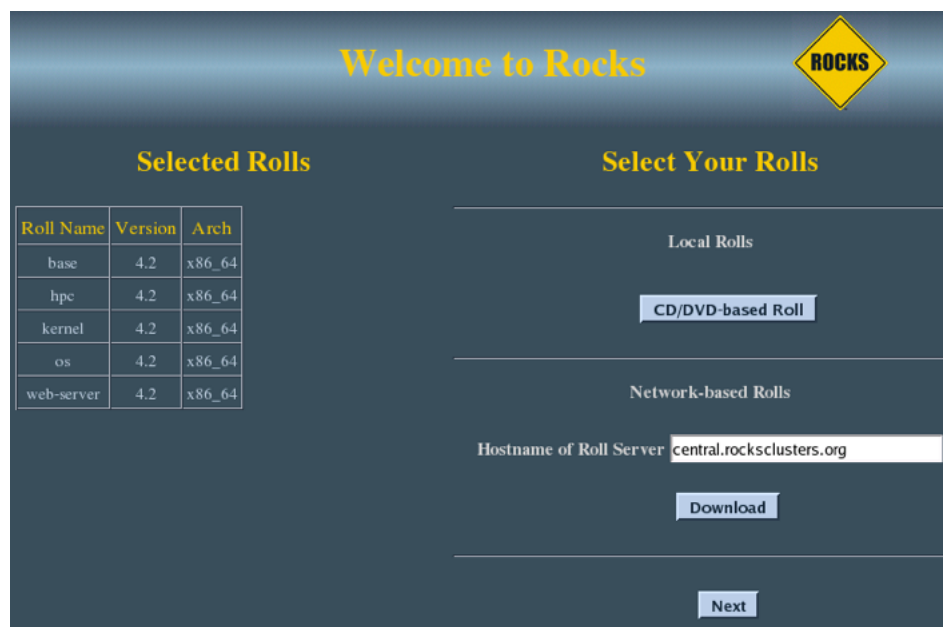 Welcome to Rocks
ROCKS
Selected Rolls
Roll Name Version Arch
base 4.2 x86_64
hpc 4.2 x86_64
kernel 4.2 x86_64
os 4.2 x86_64
web-server 4.2 x86_64
Select Your Rolls
Local Rolls
CD/DVD-based Roll
Network-based Rolls
Hostname of Roll Server central.rocksclusters.org
Download
Next